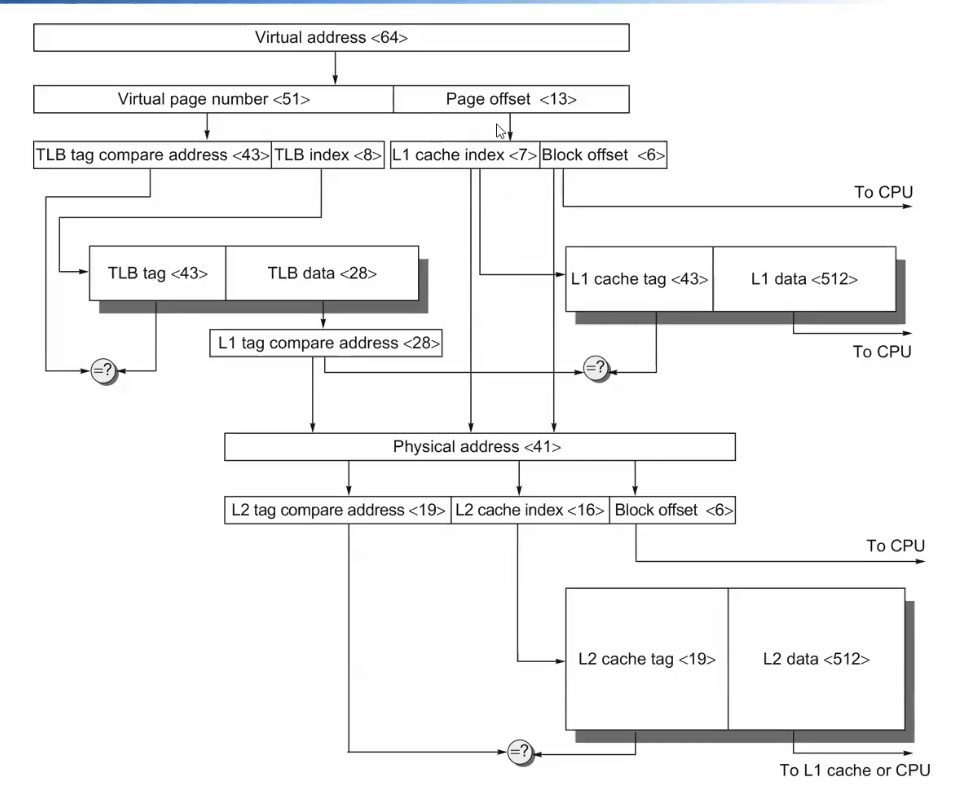 Virtual address <64>
Virtual page number <51>
Page offset <13>
TLB tag compare address <43>
TLB index <8>
L1 cache index <7>
Block offset <6>
To CPU
TLB tag <43>
TLB data <28>
L1 cache tag <43>
L1 data <512>
L1 tag compare address <28>
To CPU
=?
=?
Physical address <41>
L2 tag compare address <19>
L2 cache index <16>
Block offset <6>
To CPU
L2 cache tag <19>
L2 data <512>
=?
To L1 cache or CPU